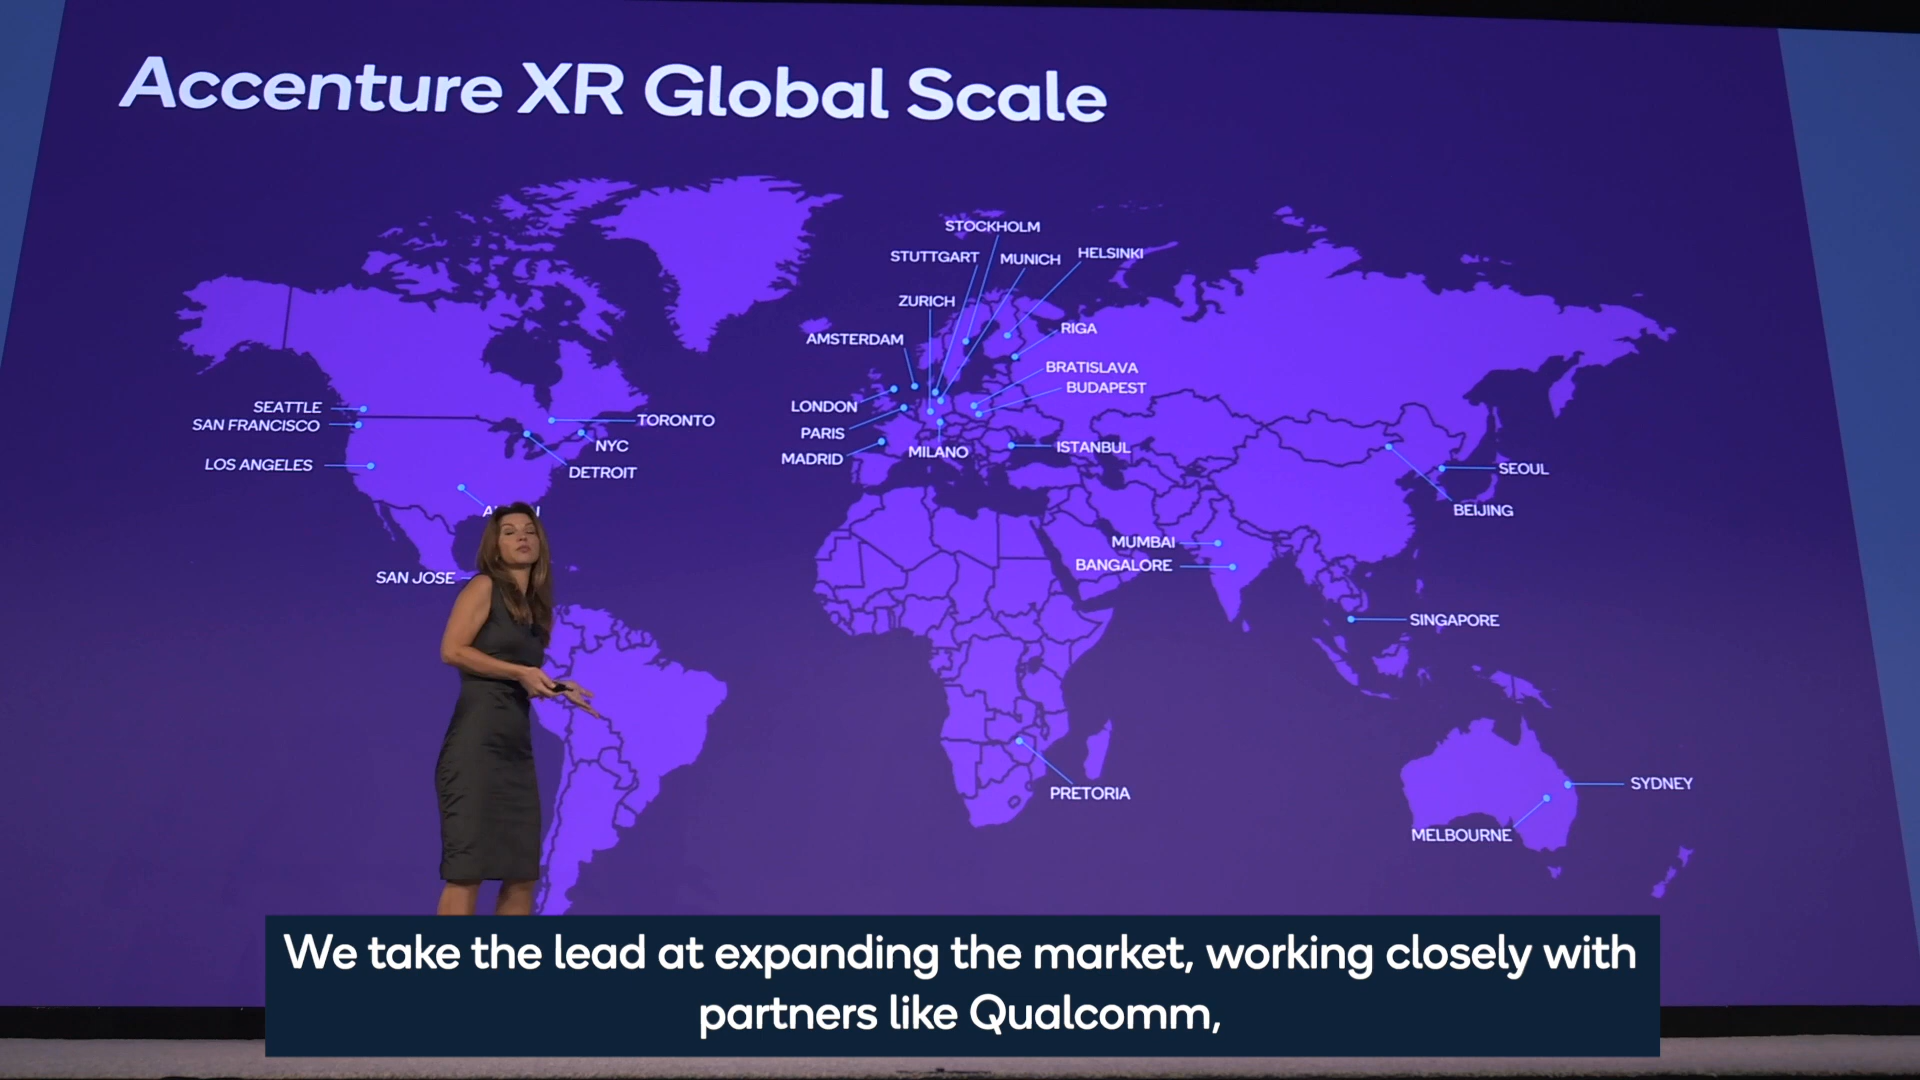 Accenture XR Global Scale
STOCKHOLM
STUTTGART
MUNICH
HELSINKI
ZURICH
RIGA
AMSTERDAM
BRATISLAVA
BUDAPEST
LONDON
SEATTLE
SAN FRANCISCO
TORONTO
PARIS
NYC
MILANO
ISTANBUL
MADRID
LOS ANGELES
DETROIT
SEOUL
BEIJING
MUMBAI
BANGALORE
SAN JOSE
SINGAPORE
SYDNEY
PRETORIA
MELBOURNE
We take the lead at expanding the market, working closely with
partners like Qualcomm,